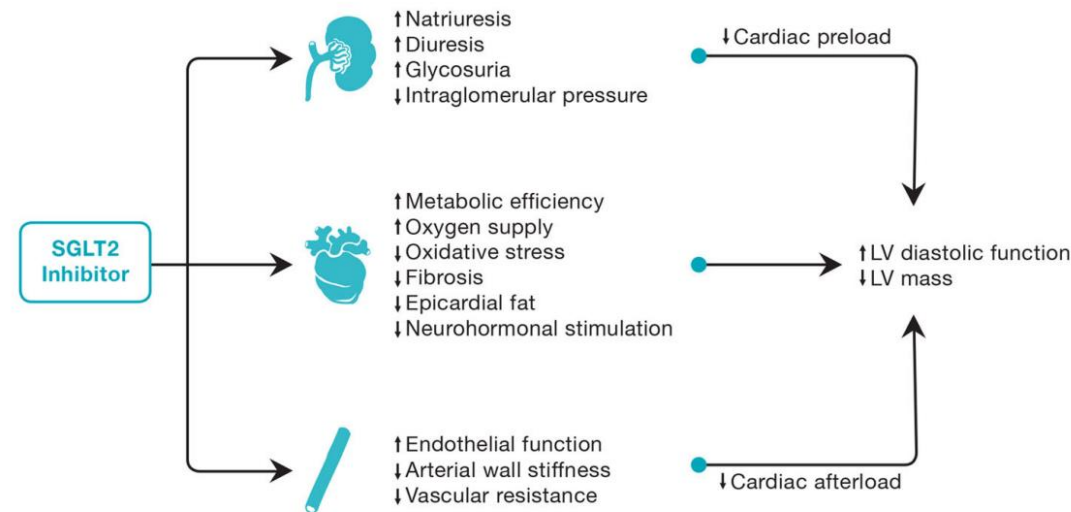 ↑Natriuresis
↑Diuresis
↑Glycosuria
↓Intraglomerular pressure
↓Cardiac preload
SGLT2
Inhibitor
↑Metabolic efficiency
↑Oxygen supply
↓Oxidative stress
↓Fibrosis
↓Epicardial fat
↓Neurohormonal stimulation
↑LV diastolic function
↓LV mass
↑Endothelial function
↓Arterial wall stiffness
↓Vascular resistance
↓Cardiac afterload